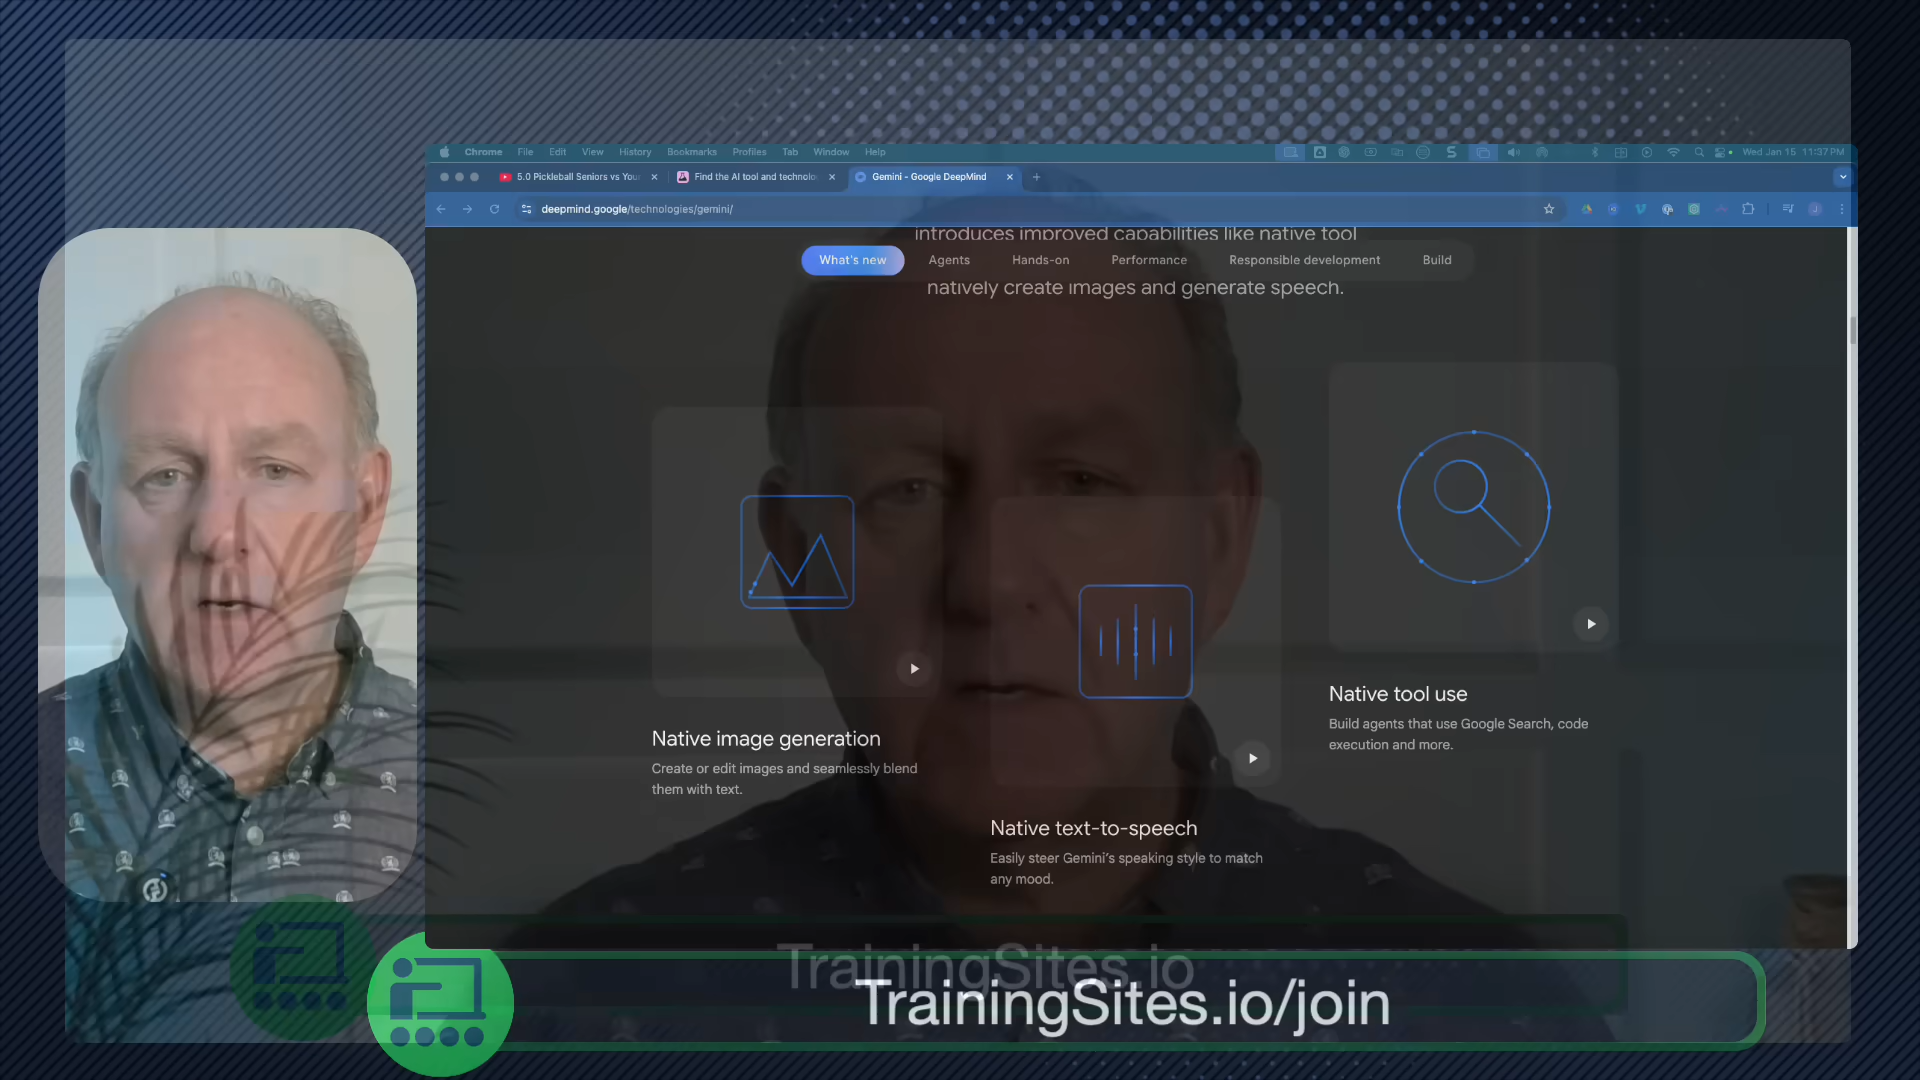 Chrome File Edit View History Bookmarks Profiles Tab Window Help
Wed Jan 15 11:37 PM
5.0 Pickleball Seniors vs You
Find the AI tool and technolo
Gemini - Google DeepMind
deepmind.google/technologies/gemini/
introduces improved capabilities like native tool
What's new Agents Hands-on Performance Responsible development Build
natively create images and generate speech.
Native image generation
Create or edit images and seamlessly blend
them with text.
Native text-to-speech
Easily steer Gemini's speaking style to match
any mood.
Native tool use
Build agents that use Google Search, code
execution and more.
TrainingSites.io
TrainingSites.io/join